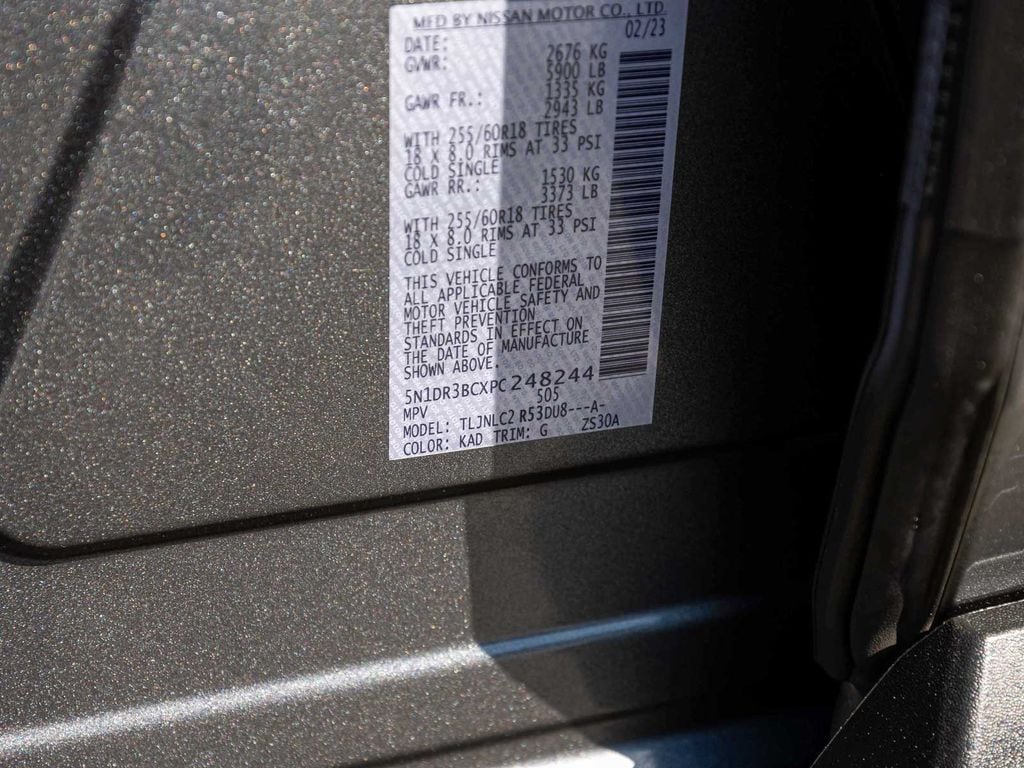 MFD BY NISSAN MOTOR CO., LTD.
DATE: 02/23
GVWR: 2676 KG
5900 LB
GAWR FR.: 1335 KG
2943 LB
WITH 255/60R18 TIRES
18 X 8.0 RIMS AT 33 PSI
COLD SINGLE
GAWR RR.: 1530 KG
3373 LB
WITH 255/60R18 TIRES
18 X 8.0 RIMS AT 33 PSI
COLD SINGLE
THIS VEHICLE CONFORMS TO
ALL APPLICABLE FEDERAL
MOTOR VEHICLE SAFETY AND
THEFT PREVENTION
STANDARDS IN EFFECT ON
THE DATE OF MANUFACTURE
SHOWN ABOVE.
5N1DR3BCXPC248244
MPV 505
MODEL: TLJNLC2 R53DU8---A-
COLOR: KAD TRIM: G ZS30A